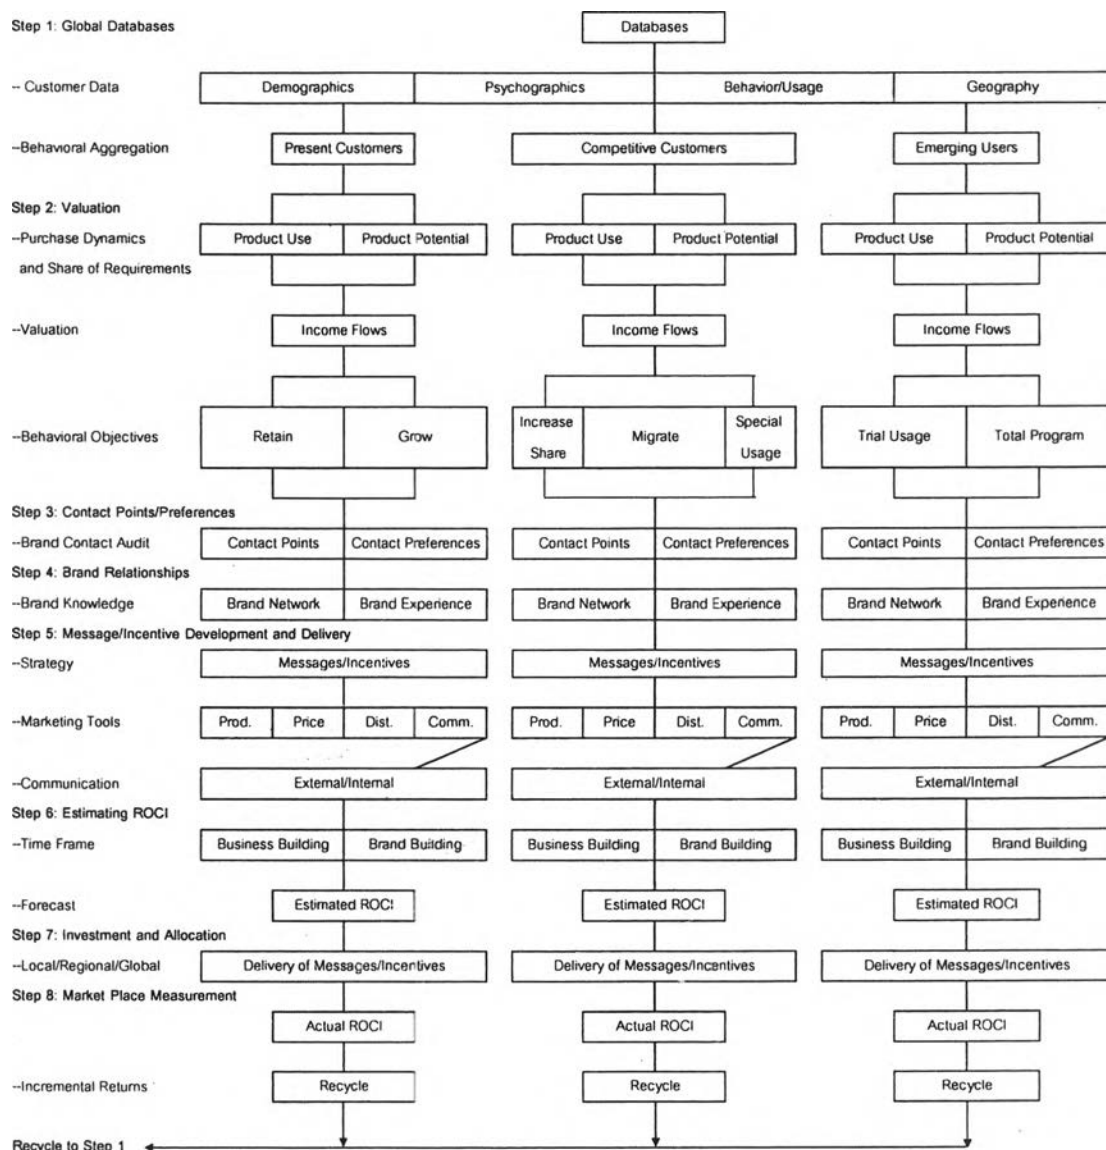 Step 1: Global Databases
Databases
-- Customer Data
Demographics
Psychographics
Behavior/Usage
Geography
--Behavioral Aggregation
Present Customers
Competitive Customers
Emerging Users
Step 2: Valuation
--Purchase Dynamics
and Share of Requirements
Product Use
Product Potential
Product Use
Product Potential
Product Use
Product Potential
--Valuation
Income Flows
Income Flows
Income Flows
--Behavioral Objectives
Retain
Grow
Increase
Share
Migrate
Special
Usage
Trial Usage
Total Program
Step 3: Contact Points/Preferences
--Brand Contact Audit
Contact Points
Contact Preferences
Contact Points
Contact Preferences
Contact Points
Contact Preferences
Step 4: Brand Relationships
--Brand Knowledge
Brand Network
Brand Experience
Brand Network
Brand Experience
Brand Network
Brand Experience
Step 5: Message/Incentive Development and Delivery
--Strategy
Messages/Incentives
Messages/Incentives
Messages/Incentives
--Marketing Tools
Prod.
Price
Dist.
Comm.
Prod.
Price
Dist.
Comm.
Prod.
Price
Dist.
Comm.
--Communication
External/Internal
External/Internal
External/Internal
Step 6: Estimating ROCI
--Time Frame
Business Building
Brand Building
Business Building
Brand Building
Business Building
Brand Building
--Forecast
Estimated ROCI
Estimated ROCI
Estimated ROCI
Step 7: Investment and Allocation
--Local/Regional/Global
Delivery of Messages/Incentives
Delivery of Messages/Incentives
Delivery of Messages/Incentives
Step 8: Market Place Measurement
Actual ROCI
Actual ROCI
Actual ROCI
--Incremental Returns
Recycle
Recycle
Recycle
Recycle to Step 1